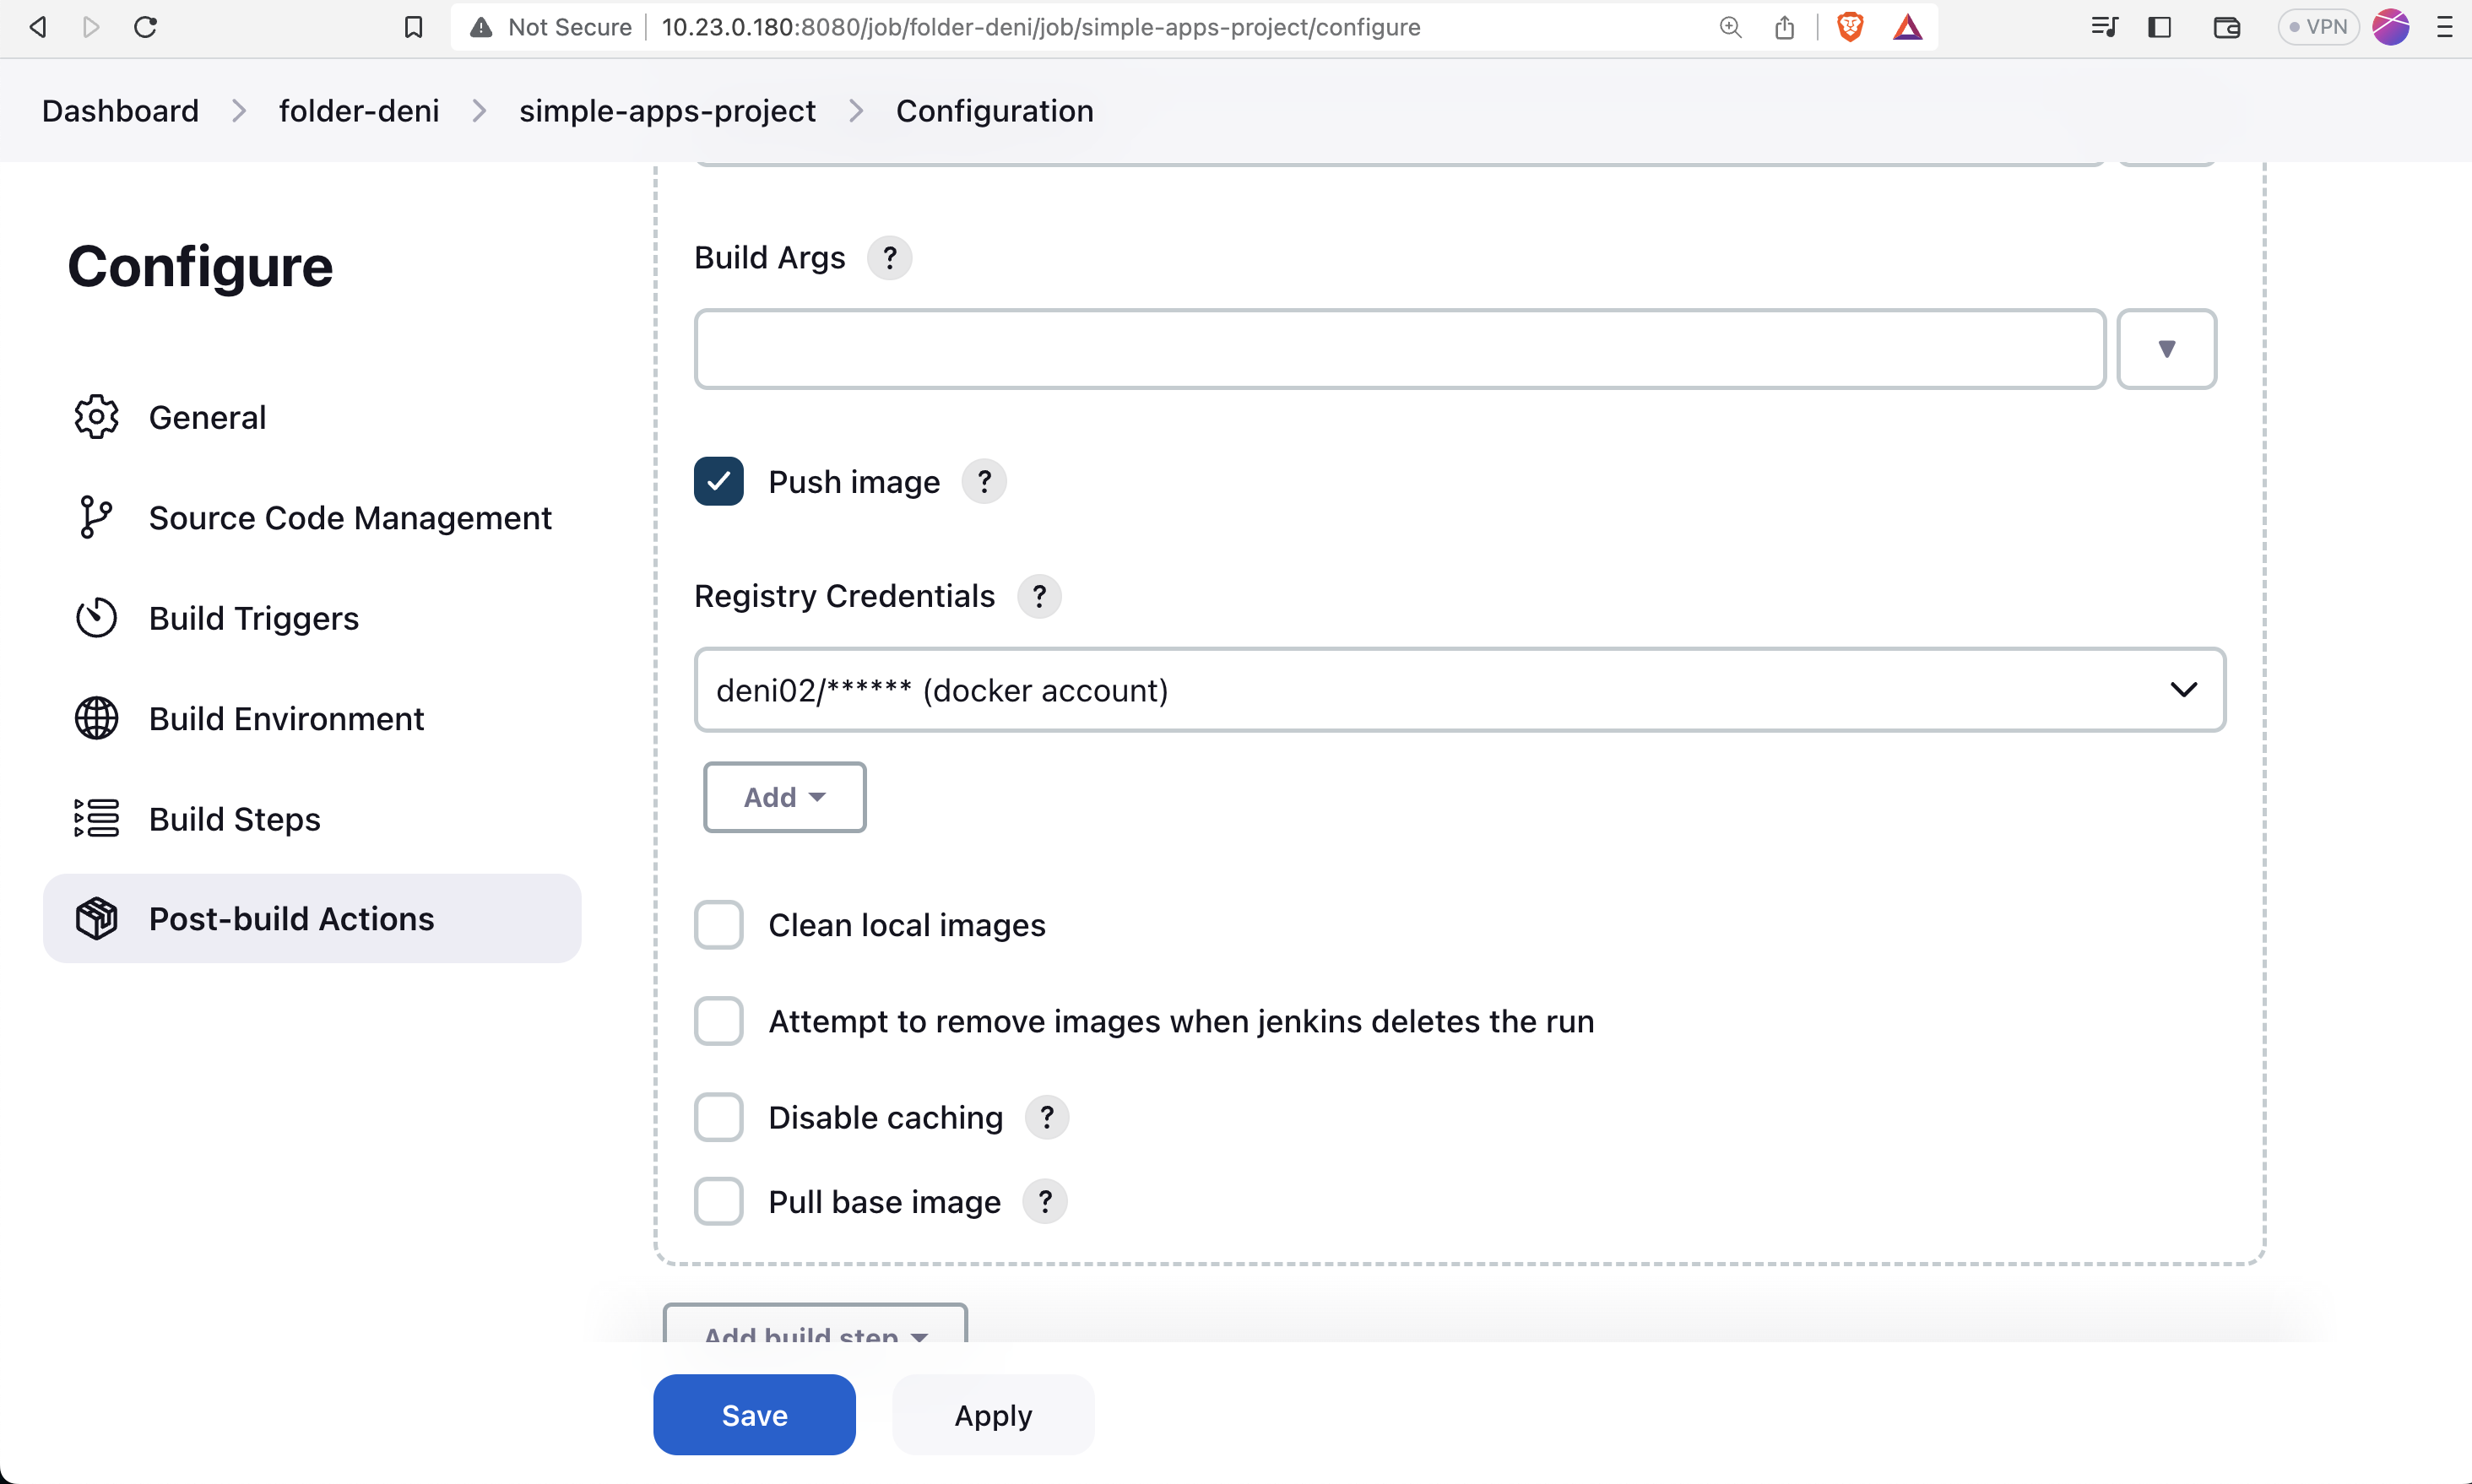 Not Secure 10.23.0.180:8080/job/folder-deni/job/simple-apps-project/configure VPN
Dashboard folder-deni simple-apps-project Configuration
Configure
General
Source Code Management
Build Triggers
Build Environment
Build Steps
Post-build Actions
Build Args ?
Push image ?
Registry Credentials ?
deni02/****** (docker account)
Add
Clean local images
Attempt to remove images when jenkins deletes the run
Disable caching ?
Pull base image ?
Add build step
Save Apply